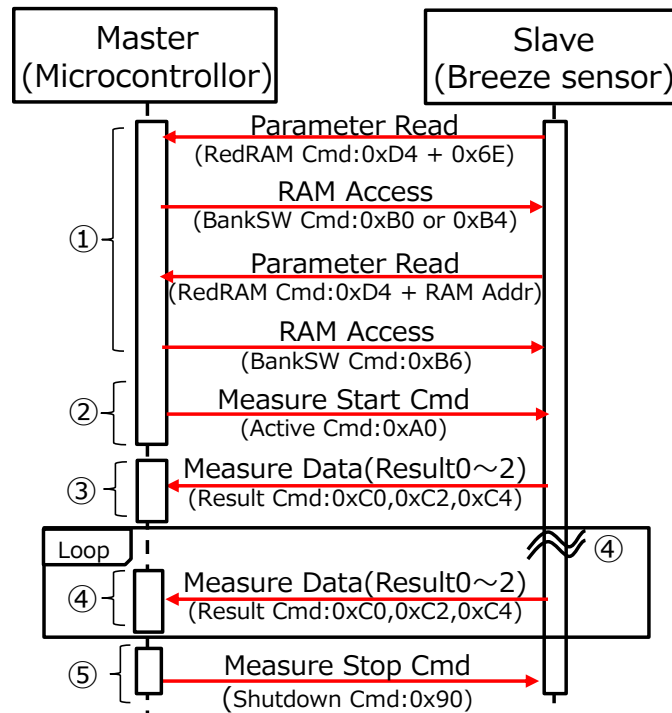 Master
(Microcontrollor)
Slave
(Breeze sensor)
①
Parameter Read
(RedRAM Cmd:0xD4 + 0x6E)
RAM Access
(BankSW Cmd:0xB0 or 0xB4)
Parameter Read
(RedRAM Cmd:0xD4 + RAM Addr)
RAM Access
(BankSW Cmd:0xB6)
②
Measure Start Cmd
(Active Cmd:0xA0)
③
Measure Data(Result0～2)
(Result Cmd:0xC0,0xC2,0xC4)
Loop
④
④
Measure Data(Result0～2)
(Result Cmd:0xC0,0xC2,0xC4)
⑤
Measure Stop Cmd
(Shutdown Cmd:0x90)